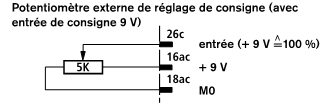 Potentiomètre externe de réglage de consigne (avec
entrée de consigne 9 V)
26c
entrée (+ 9 V ≙ 100 %)
16ac
5K
+ 9 V
18ac
M0